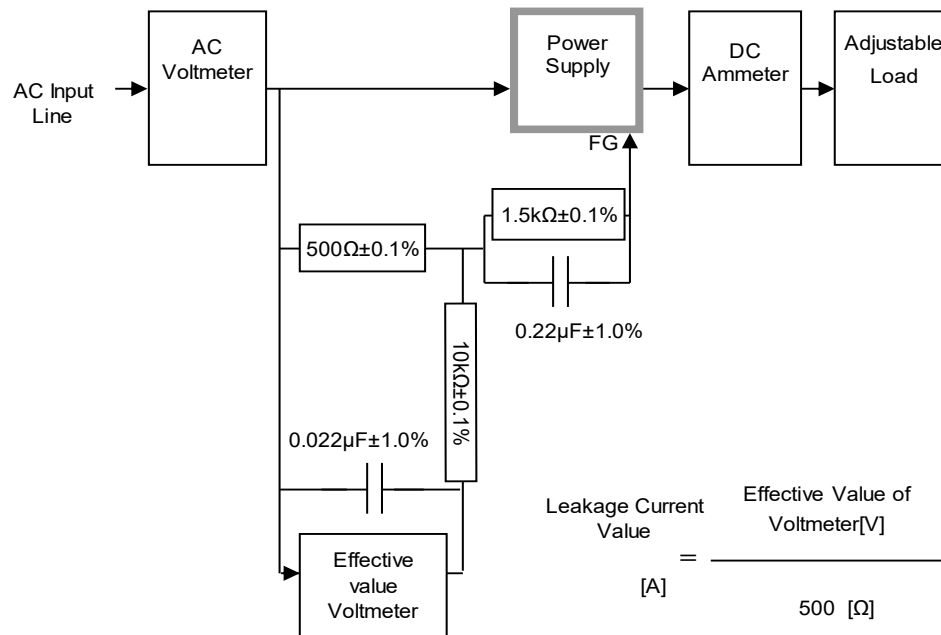 AC
Voltmeter
Power
Supply
DC
Ammeter
Adjustable
Load
AC Input
Line
FG
1.5kΩ±0.1%
500Ω±0.1%
0.22µF±1.0%
10kΩ±0.1%
0.022µF±1.0%
Effective
value
Voltmeter
Leakage Current
Value
[A]
=
Effective Value of
Voltmeter[V]
500 [Ω]